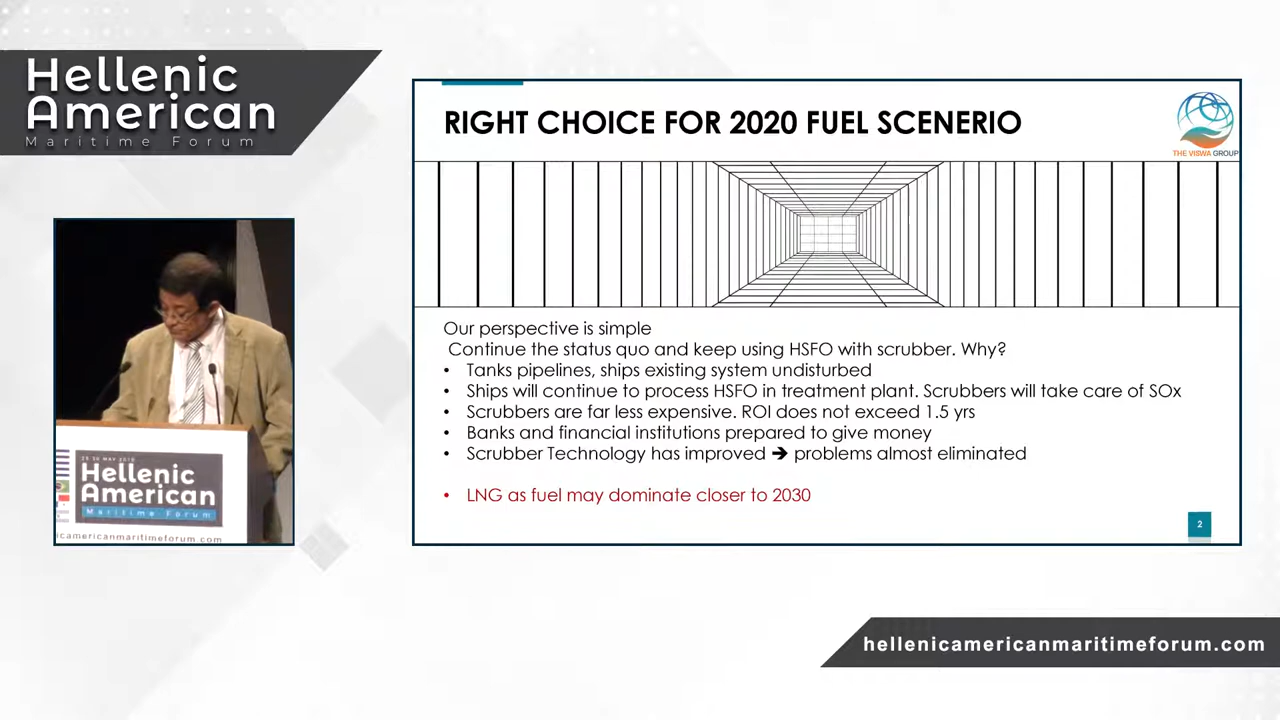 Hellenic
American
Maritime Forum
RIGHT CHOICE FOR 2020 FUEL SCENERIO
THE VISWA GROUP
Our perspective is simple
Continue the status quo and keep using HSFO with scrubber. Why?
• Tanks pipelines, ships existing system undisturbed
• Ships will continue to process HSFO in treatment plant. Scrubbers will take care of SOx
• Scrubbers are far less expensive. ROI does not exceed 1.5 yrs
• Banks and financial institutions prepared to give money
• Scrubber Technology has improved ➔ problems almost eliminated
• LNG as fuel may dominate closer to 2030
2
Hellenic
American
Maritime Forum
icamericanmaritimeforum.com
hellenicamericanmaritimeforum.com